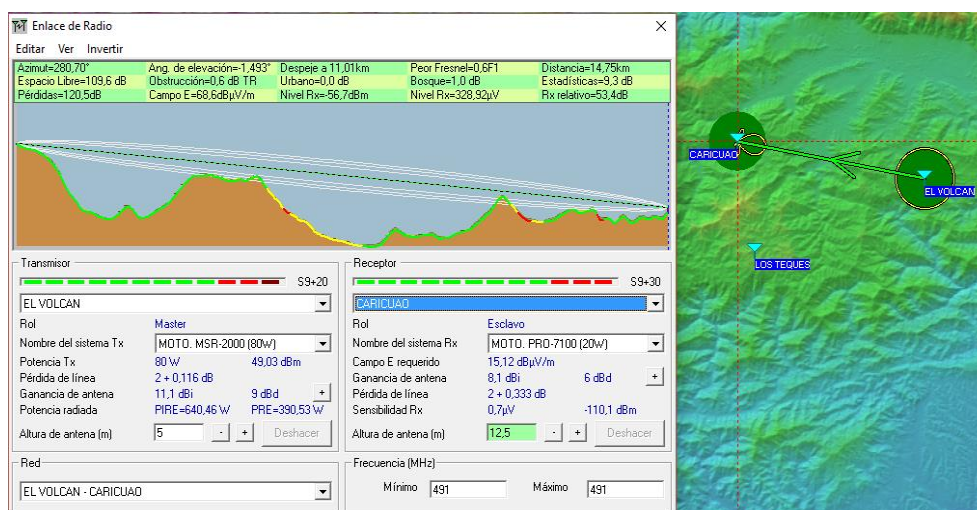 Enlace de Radio
Editar Ver Invertir
Azimut=280,70° Ang. de elevación=-1,493° Despeje a 11,01km Peor Fresnel=0,6F1 Distancia=14,75km
Espacio Libre=109,6 dB Obstrucción=0,6 dB TR Urbano=0,0 dB Bosque=1,0 dB Estadísticas=9,3 dB
Pérdidas=120,5dB Campo E=68,6dBµV/m Nivel Rx=-56,7dBm Nivel Rx=328,92µV Rx relativo=53,4dB
CARICUAO
EL VOLCAN
LOS TEQUES
Transmisor Receptor
S9+20 S9+30
EL VOLCAN CARICUAO
Rol Master Rol Esclavo
Nombre del sistema Tx MOTO. MSR-2000 (80W) Nombre del sistema Rx MOTO. PRO-7100 (20W)
Potencia Tx 80 W 49,03 dBm Campo E requerido 15,12 dBµV/m
Pérdida de línea 2 + 0,116 dB Ganancia de antena 8,1 dBi 6 dBd +
Ganancia de antena 11,1 dBi 9 dBd + Pérdida de línea 2 + 0,333 dB
Potencia radiada PIRE=640,46 W PRE=390,53 W Sensibilidad Rx 0,7µV -110,1 dBm
Altura de antena (m) 5 - + Deshacer Altura de antena (m) 12,5 - + Deshacer
Red Frecuencia (MHz)
EL VOLCAN - CARICUAO Mínimo 491 Máximo 491